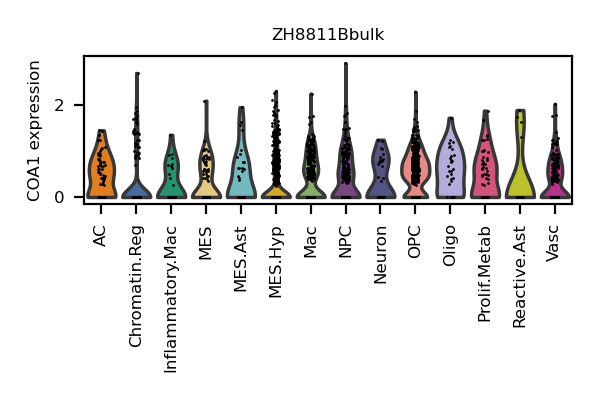 ZH8811Bbulk
COA1 expression
2
0
AC
Chromatin.Reg
Inflammatory.Mac
MES
MES.Ast
MES.Hyp
Mac
NPC
Neuron
OPC
Oligo
Prolif.Metab
Reactive.Ast
Vasc